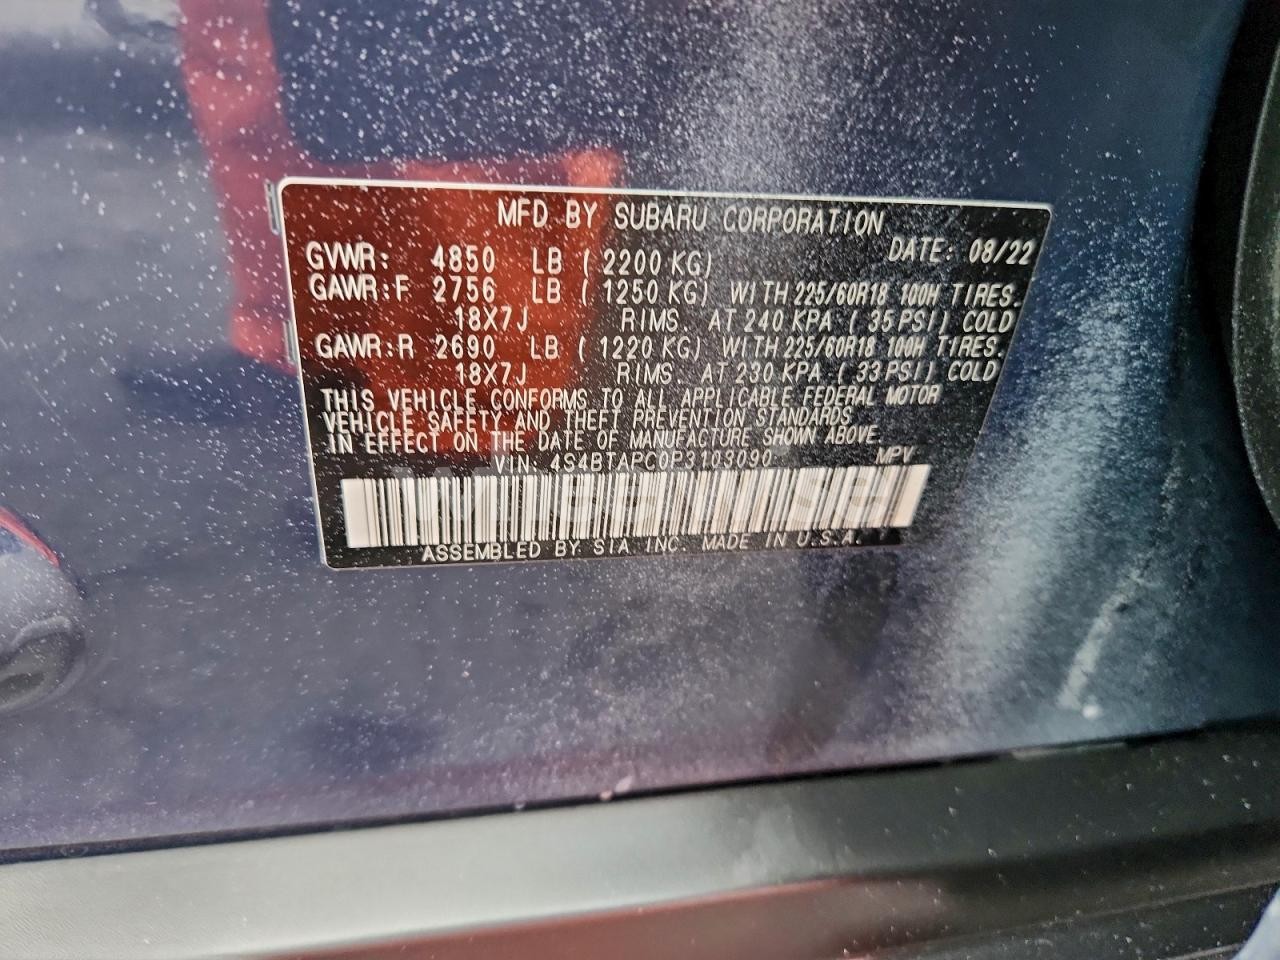 MFD BY SUBARU CORPORATION
DATE: 08/22
GVWR: 4850 LB ( 2200 KG)
GAWR:F 2756 LB ( 1250 KG) WITH 225/60R18 100H TIRES.
18X7J RIMS. AT 240 KPA ( 35 PSI) COLD
GAWR:R 2690 LB ( 1220 KG) WITH 225/60R18 100H TIRES.
18X7J RIMS. AT 230 KPA ( 33 PSI) COLD
THIS VEHICLE CONFORMS TO ALL APPLICABLE FEDERAL MOTOR
VEHICLE SAFETY AND THEFT PREVENTION STANDARDS
IN EFFECT ON THE DATE OF MANUFACTURE SHOWN ABOVE.
VIN: 4S4BTAPC0P3103090 MPV
ASSEMBLED BY SIA INC. MADE IN U.S.A.